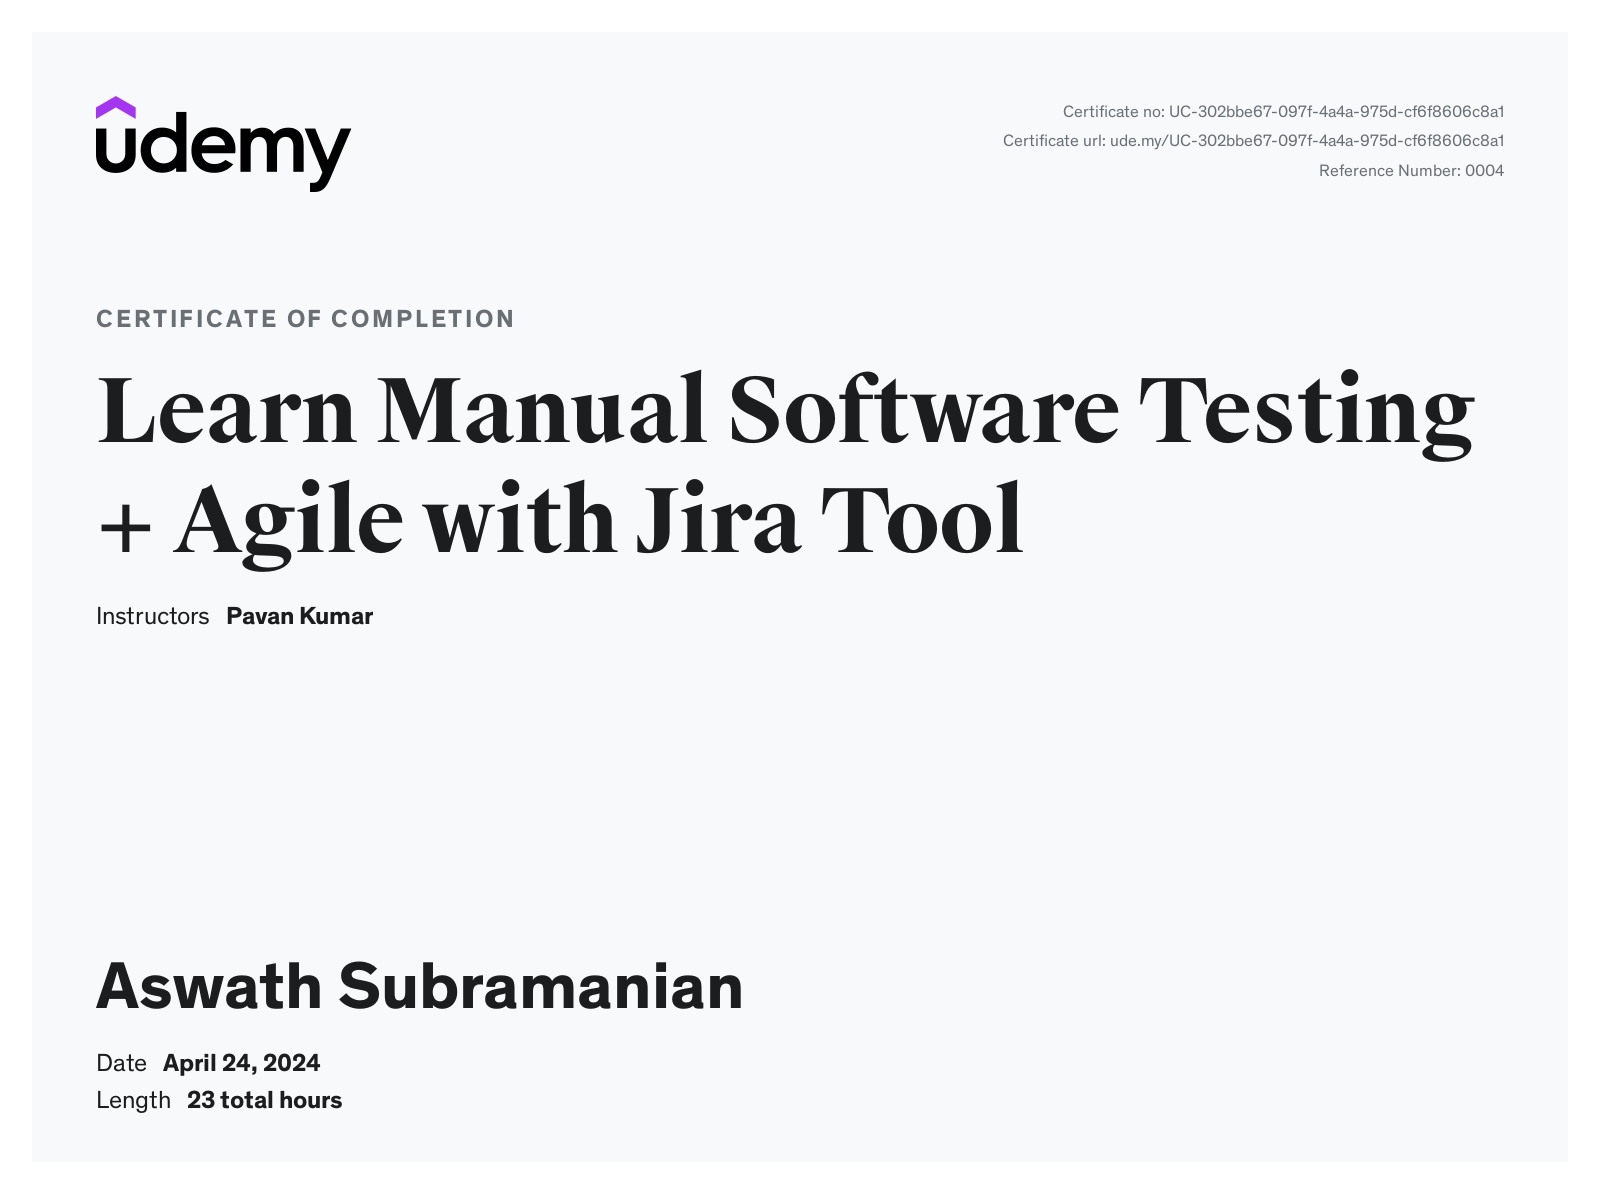 udemy
Certificate no: UC-302bbe67-097f-4a4a-975d-cf6f8606c8a1
Certificate url: ude.my/UC-302bbe67-097f-4a4a-975d-cf6f8606c8a1
Reference Number: 0004
CERTIFICATE OF COMPLETION
Learn Manual Software Testing
+ Agile with Jira Tool
Instructors Pavan Kumar
Aswath Subramanian
Date April 24, 2024
Length 23 total hours